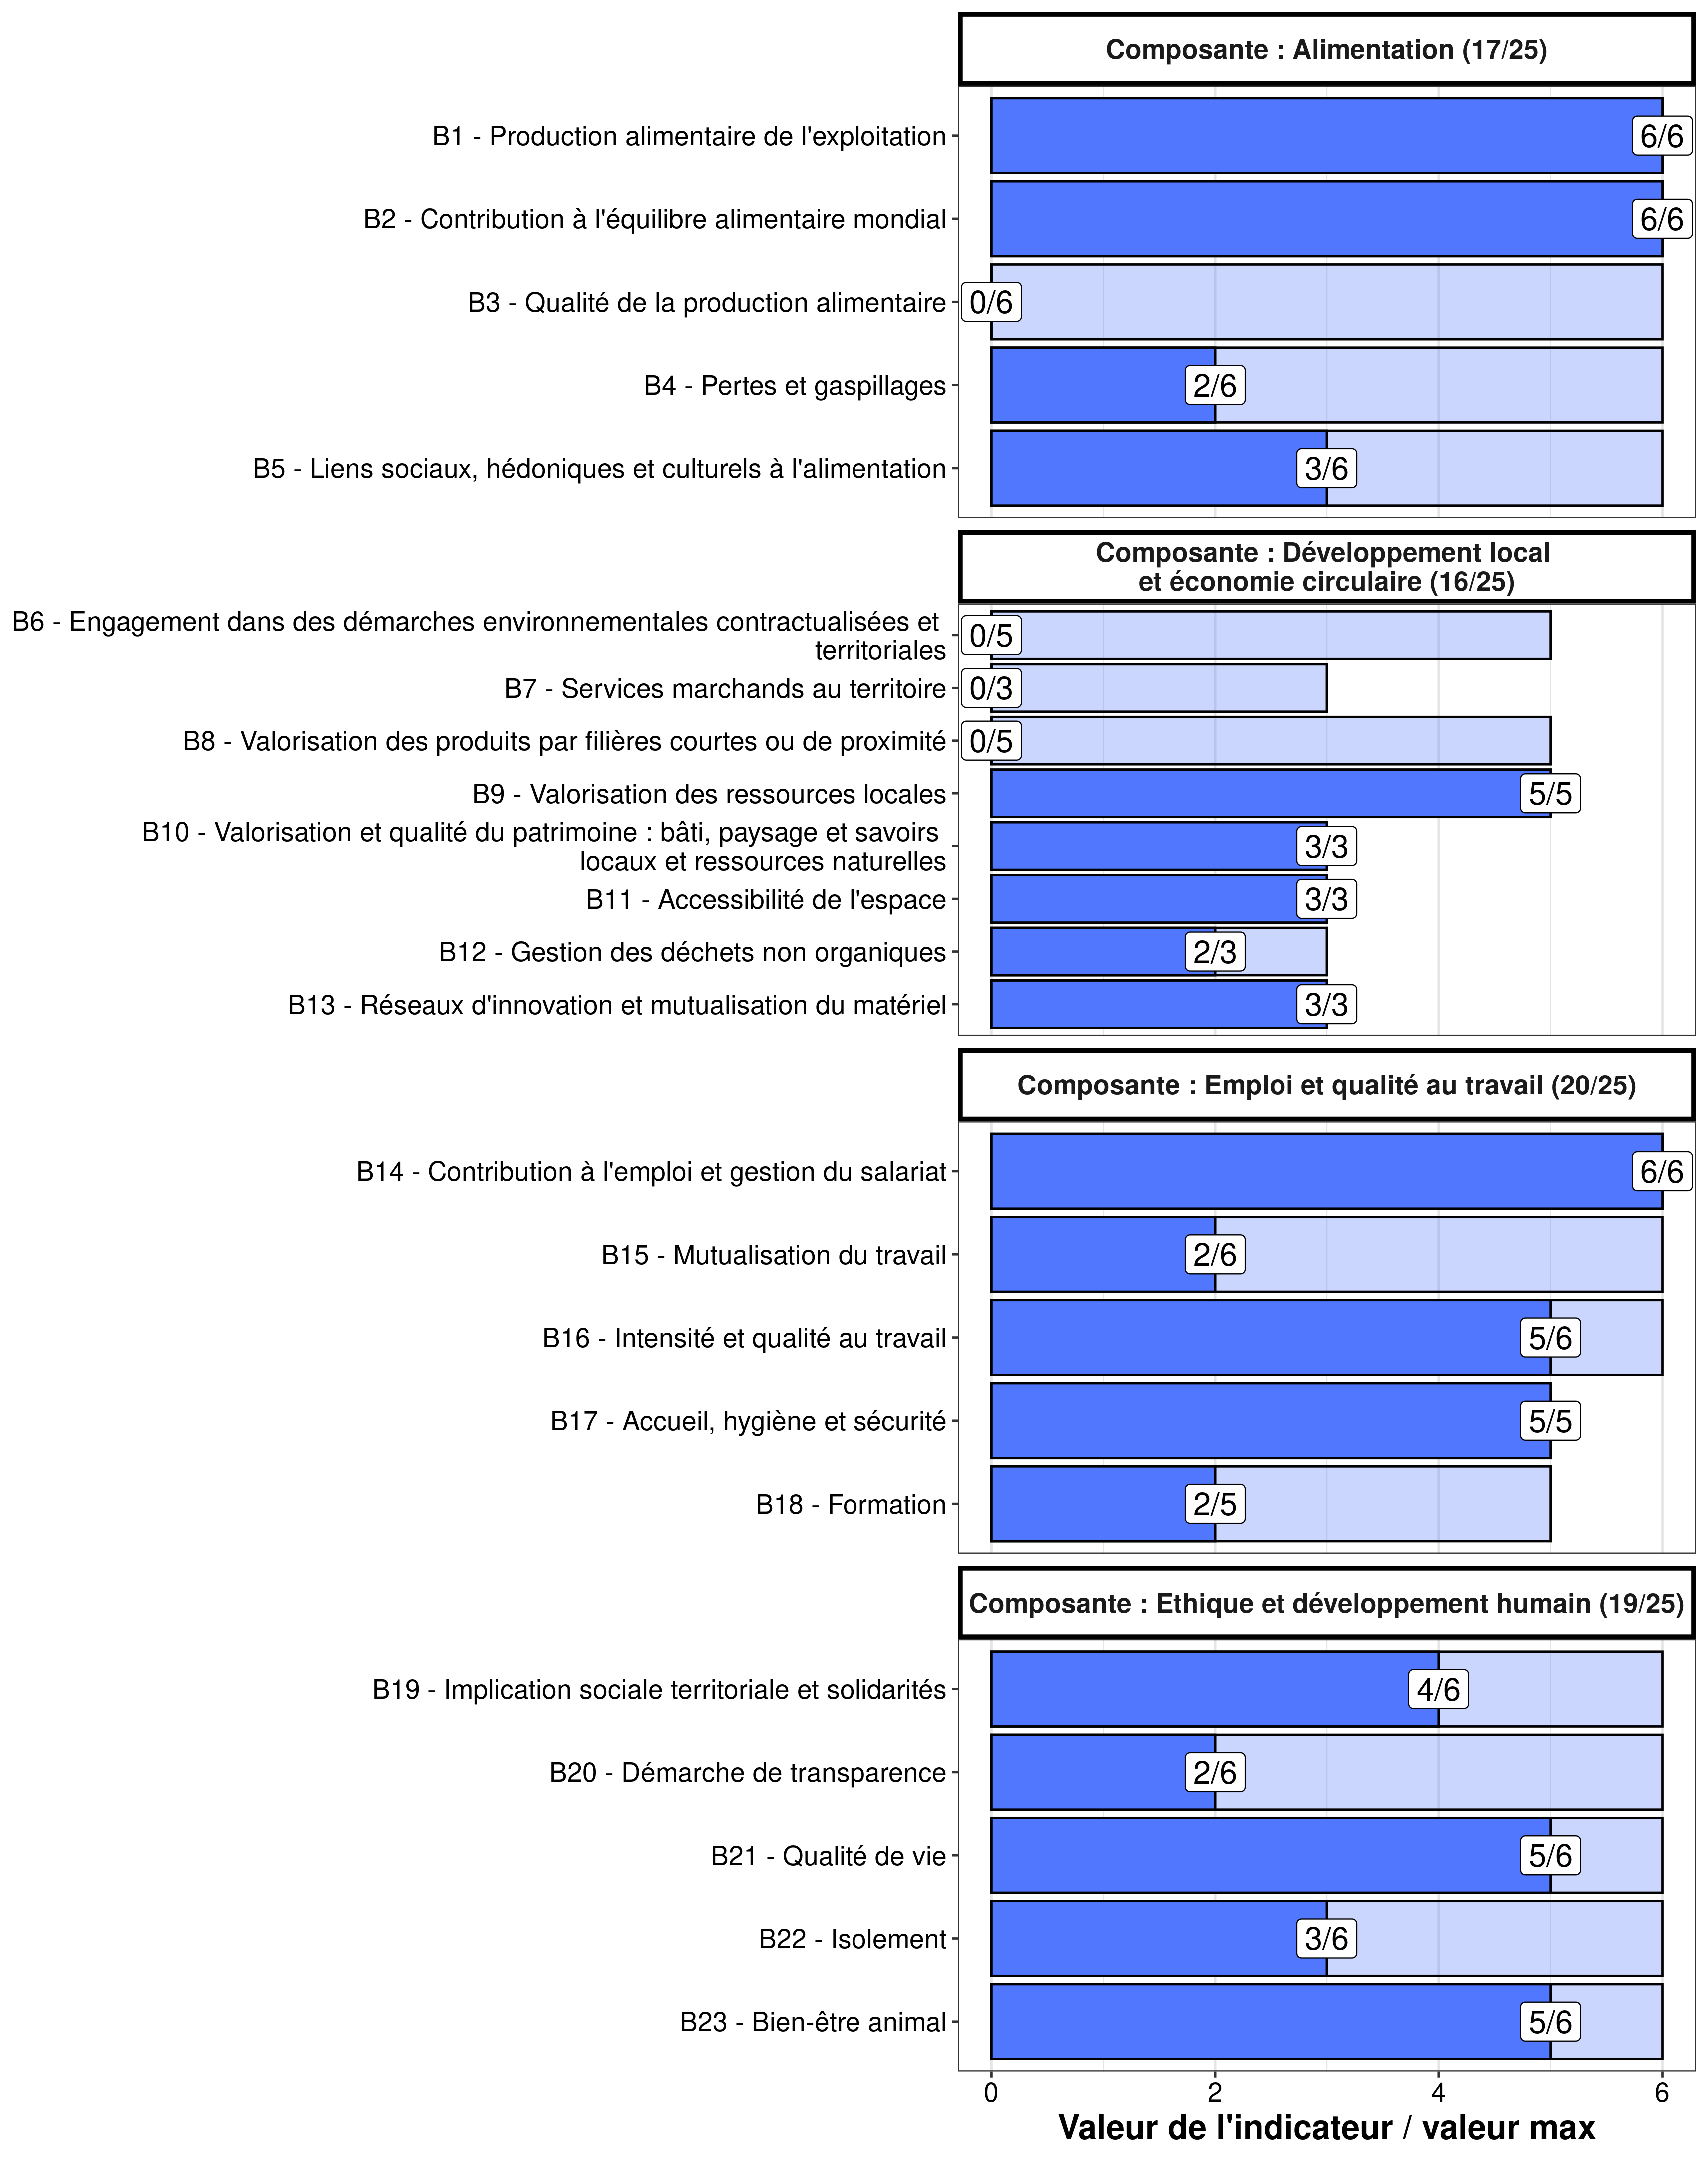 Composante : Alimentation (17/25)
B1 - Production alimentaire de l'exploitation
6/6
B2 - Contribution à l'équilibre alimentaire mondial
6/6
B3 - Qualité de la production alimentaire
0/6
B4 - Pertes et gaspillages
2/6
B5 - Liens sociaux, hédoniques et culturels à l'alimentation
3/6
Composante : Développement local
et économie circulaire (16/25)
B6 - Engagement dans des démarches environnementales contractualisées et
territoriales
0/5
B7 - Services marchands au territoire
0/3
B8 - Valorisation des produits par filières courtes ou de proximité
0/5
B9 - Valorisation des ressources locales
5/5
B10 - Valorisation et qualité du patrimoine : bâti, paysage et savoirs
locaux et ressources naturelles
3/3
B11 - Accessibilité de l'espace
3/3
B12 - Gestion des déchets non organiques
2/3
B13 - Réseaux d'innovation et mutualisation du matériel
3/3
Composante : Emploi et qualité au travail (20/25)
B14 - Contribution à l'emploi et gestion du salariat
6/6
B15 - Mutualisation du travail
2/6
B16 - Intensité et qualité au travail
5/6
B17 - Accueil, hygiène et sécurité
5/5
B18 - Formation
2/5
Composante : Ethique et développement humain (19/25)
B19 - Implication sociale territoriale et solidarités
4/6
B20 - Démarche de transparence
2/6
B21 - Qualité de vie
5/6
B22 - Isolement
3/6
B23 - Bien-être animal
5/6
0 2 4 6
Valeur de l'indicateur / valeur max